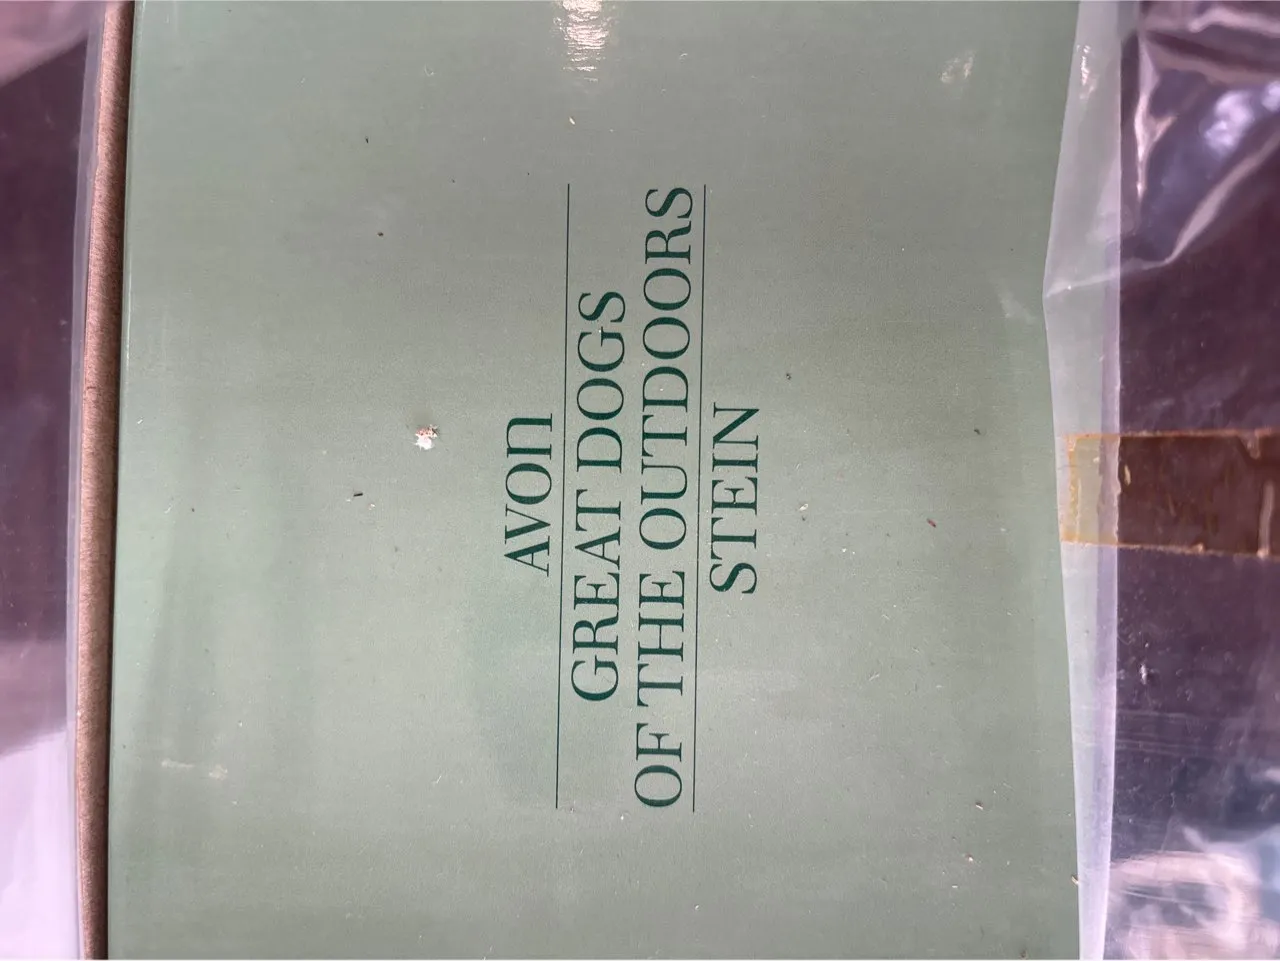 AVON
GREAT DOGS
OF THE OUTDOORS
STEIN